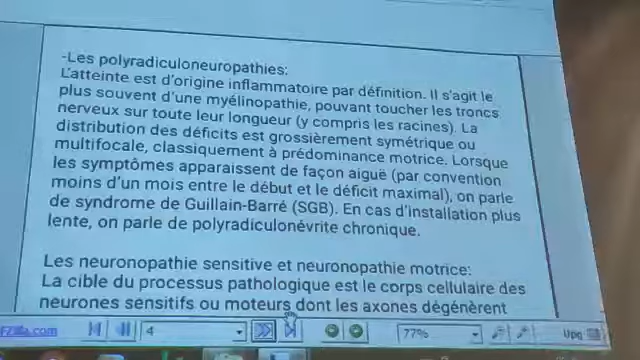 -Les polyradiculoneuropathies:
L'atteinte est d'origine inflammatoire par définition. Il s'agit le
plus souvent d'une myélinopathie, pouvant toucher les troncs
nerveux sur toute leur longueur (y compris les racines). La
distribution des déficits est grossièrement symétrique ou
multifocale, classiquement à prédominance motrice. Lorsque
les symptômes apparaissent de façon aiguë (par convention
moins d'un mois entre le début et le déficit maximal), on parle
de syndrome de Guillain-Barré (SGB). En cas d'installation plus
lente, on parle de polyradiculonévrite chronique.
Les neuronopathie sensitive et neuronopathie motrice:
La cible du processus pathologique est le corps cellulaire des
neurones sensitifs ou moteurs dont les axones dégénèrent
4
77%
Upg